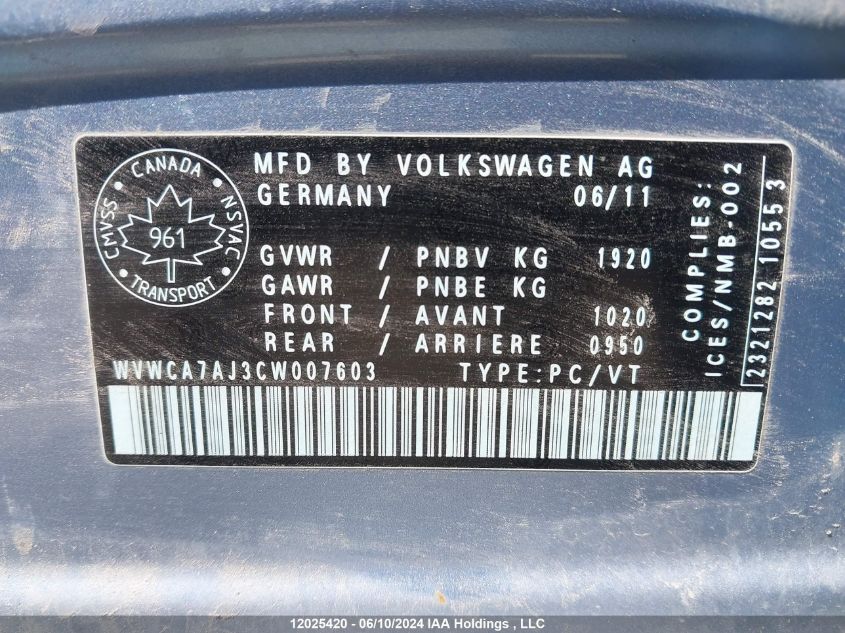 CANADA
CMVSS
NSVAC
961
TRANSPORT
MFD BY VOLKSWAGEN AG
GERMANY 06/11
GVWR / PNBV KG 1920
GAWR / PNBE KG
FRONT / AVANT 1020
REAR / ARRIERE 0950
WVWCA7AJ3CW007603 TYPE:PC/VT
COMPLIES:
ICES/NMB-002
2321282 10553
12025420 - 06/10/2024 IAA Holdings , LLC